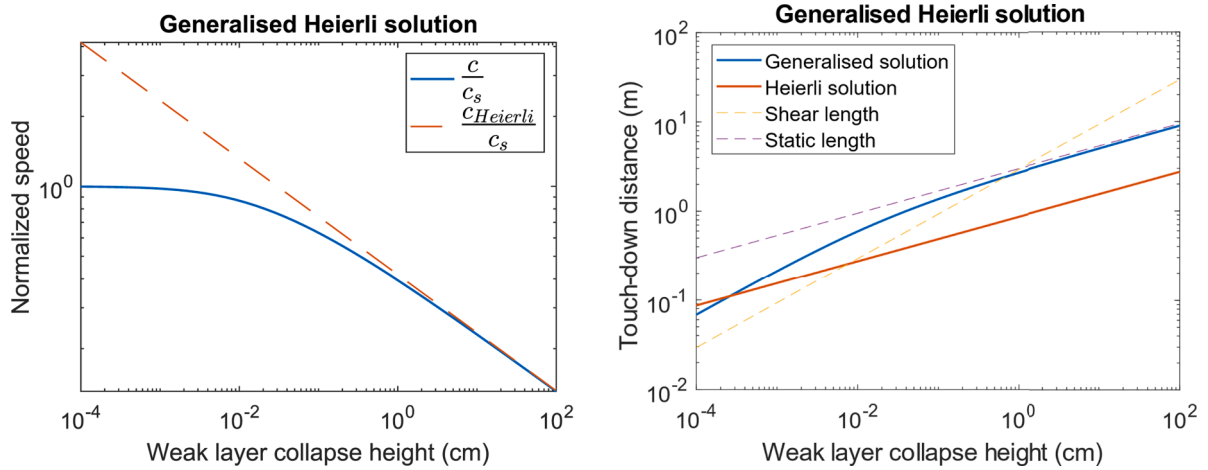 Generalised Heierli solution
c
c_s
c_{Heierli}
c_s
Normalized speed
10^0
10^{-4}
10^{-2}
10^0
10^2
Weak layer collapse height (cm)
Generalised Heierli solution
Generalised solution
Heierli solution
Shear length
Static length
Touch-down distance (m)
10^2
10^1
10^0
10^{-1}
10^{-2}
10^{-4}
10^{-2}
10^0
10^2
Weak layer collapse height (cm)